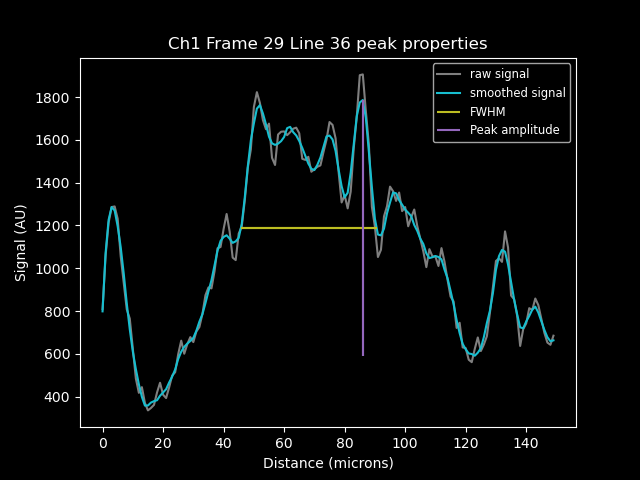 Ch1 Frame 29 Line 36 peak properties
raw signal
smoothed signal
FWHM
Peak amplitude
Signal (AU)
1800
1600
1400
1200
1000
800
600
400
0 20 40 60 80 100 120 140
Distance (microns)